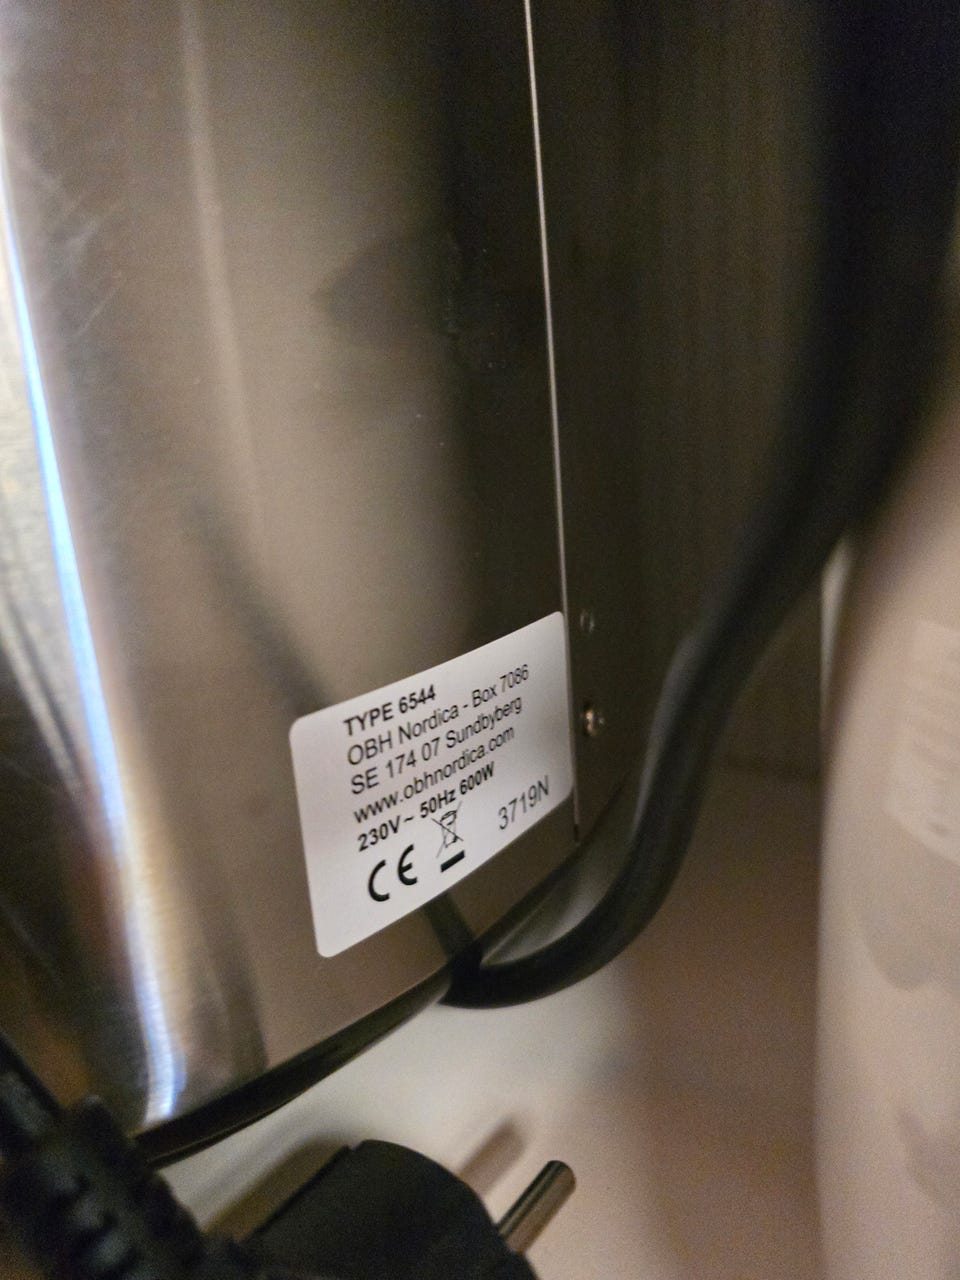 TYPE 6544
OBH Nordica - Box 7086
SE 174 07 Sundbyberg
www.obhnordica.com
230V ~ 50Hz 600W
CE
3719N